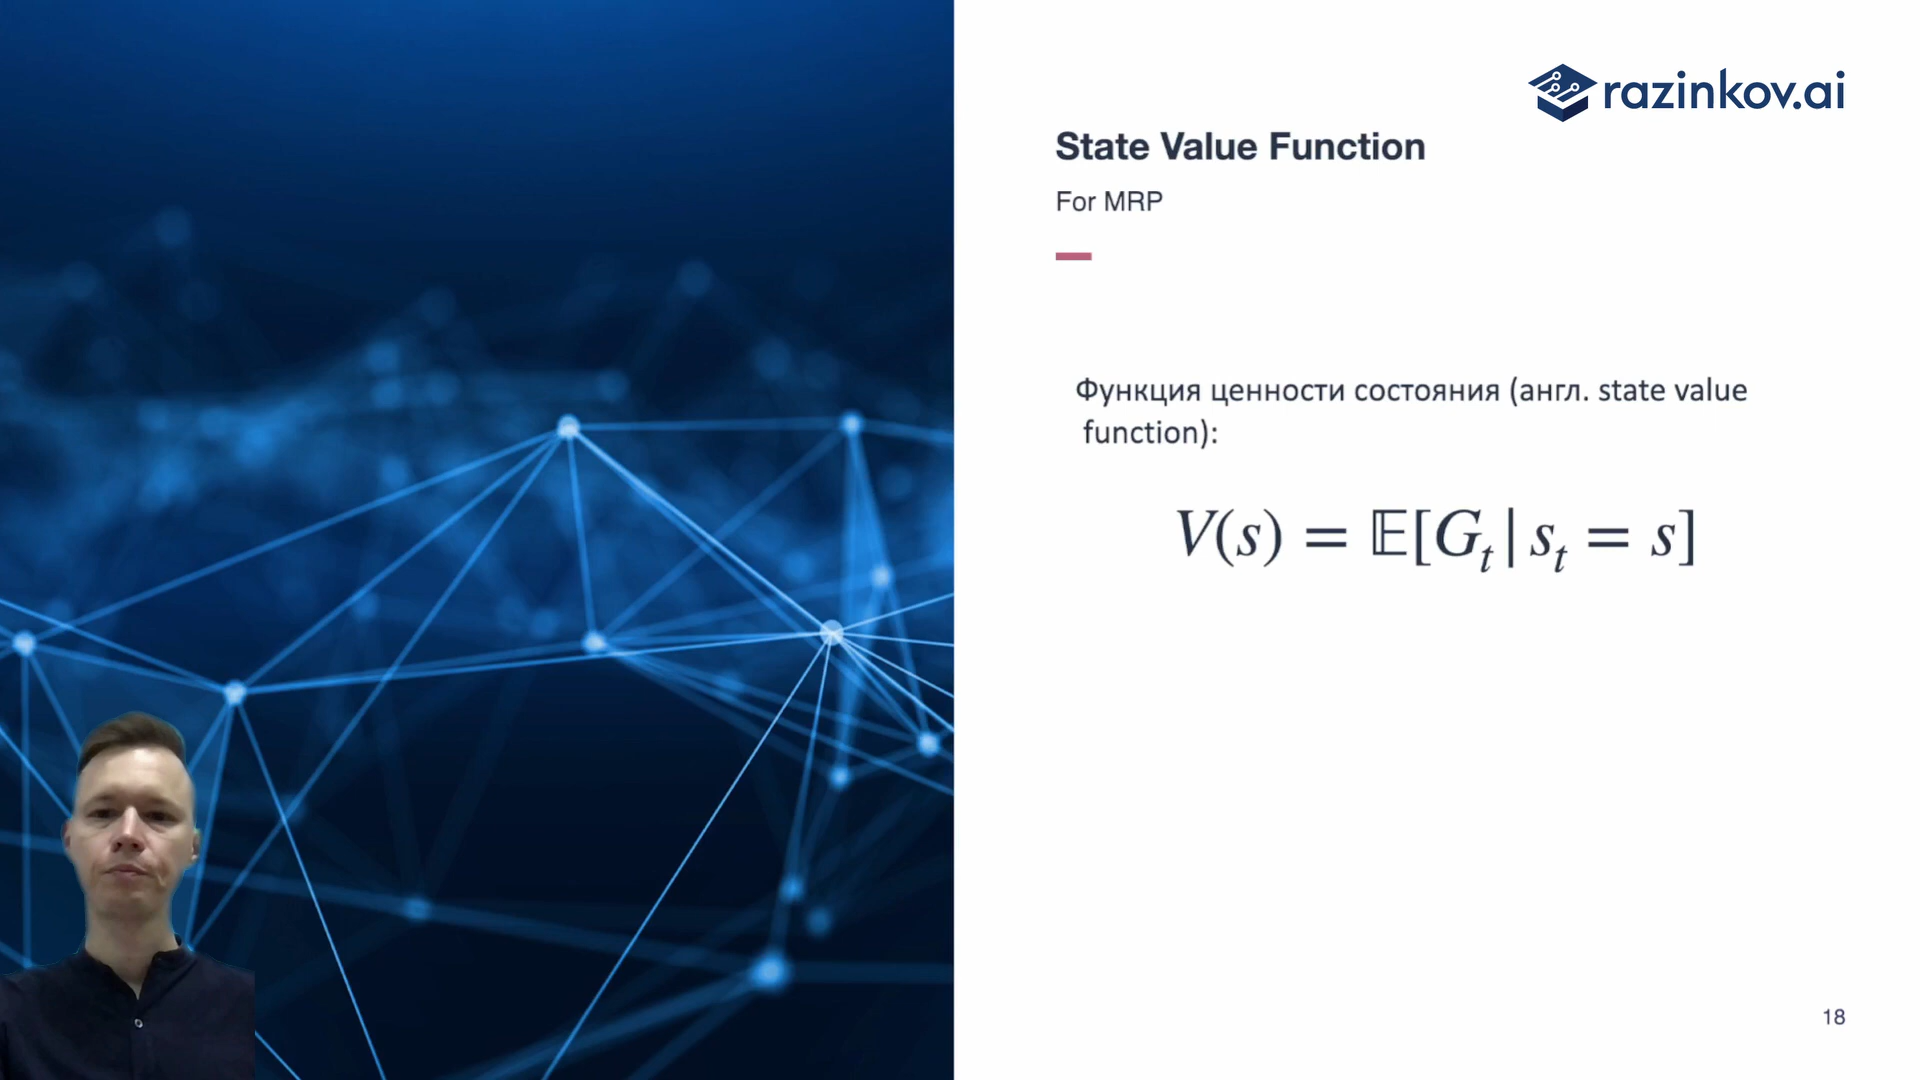 razinkov.ai
State Value Function
For MRP
Функция ценности состояния (англ. state value
function):
V(s) = 𝔼[G_t | s_t = s]
18